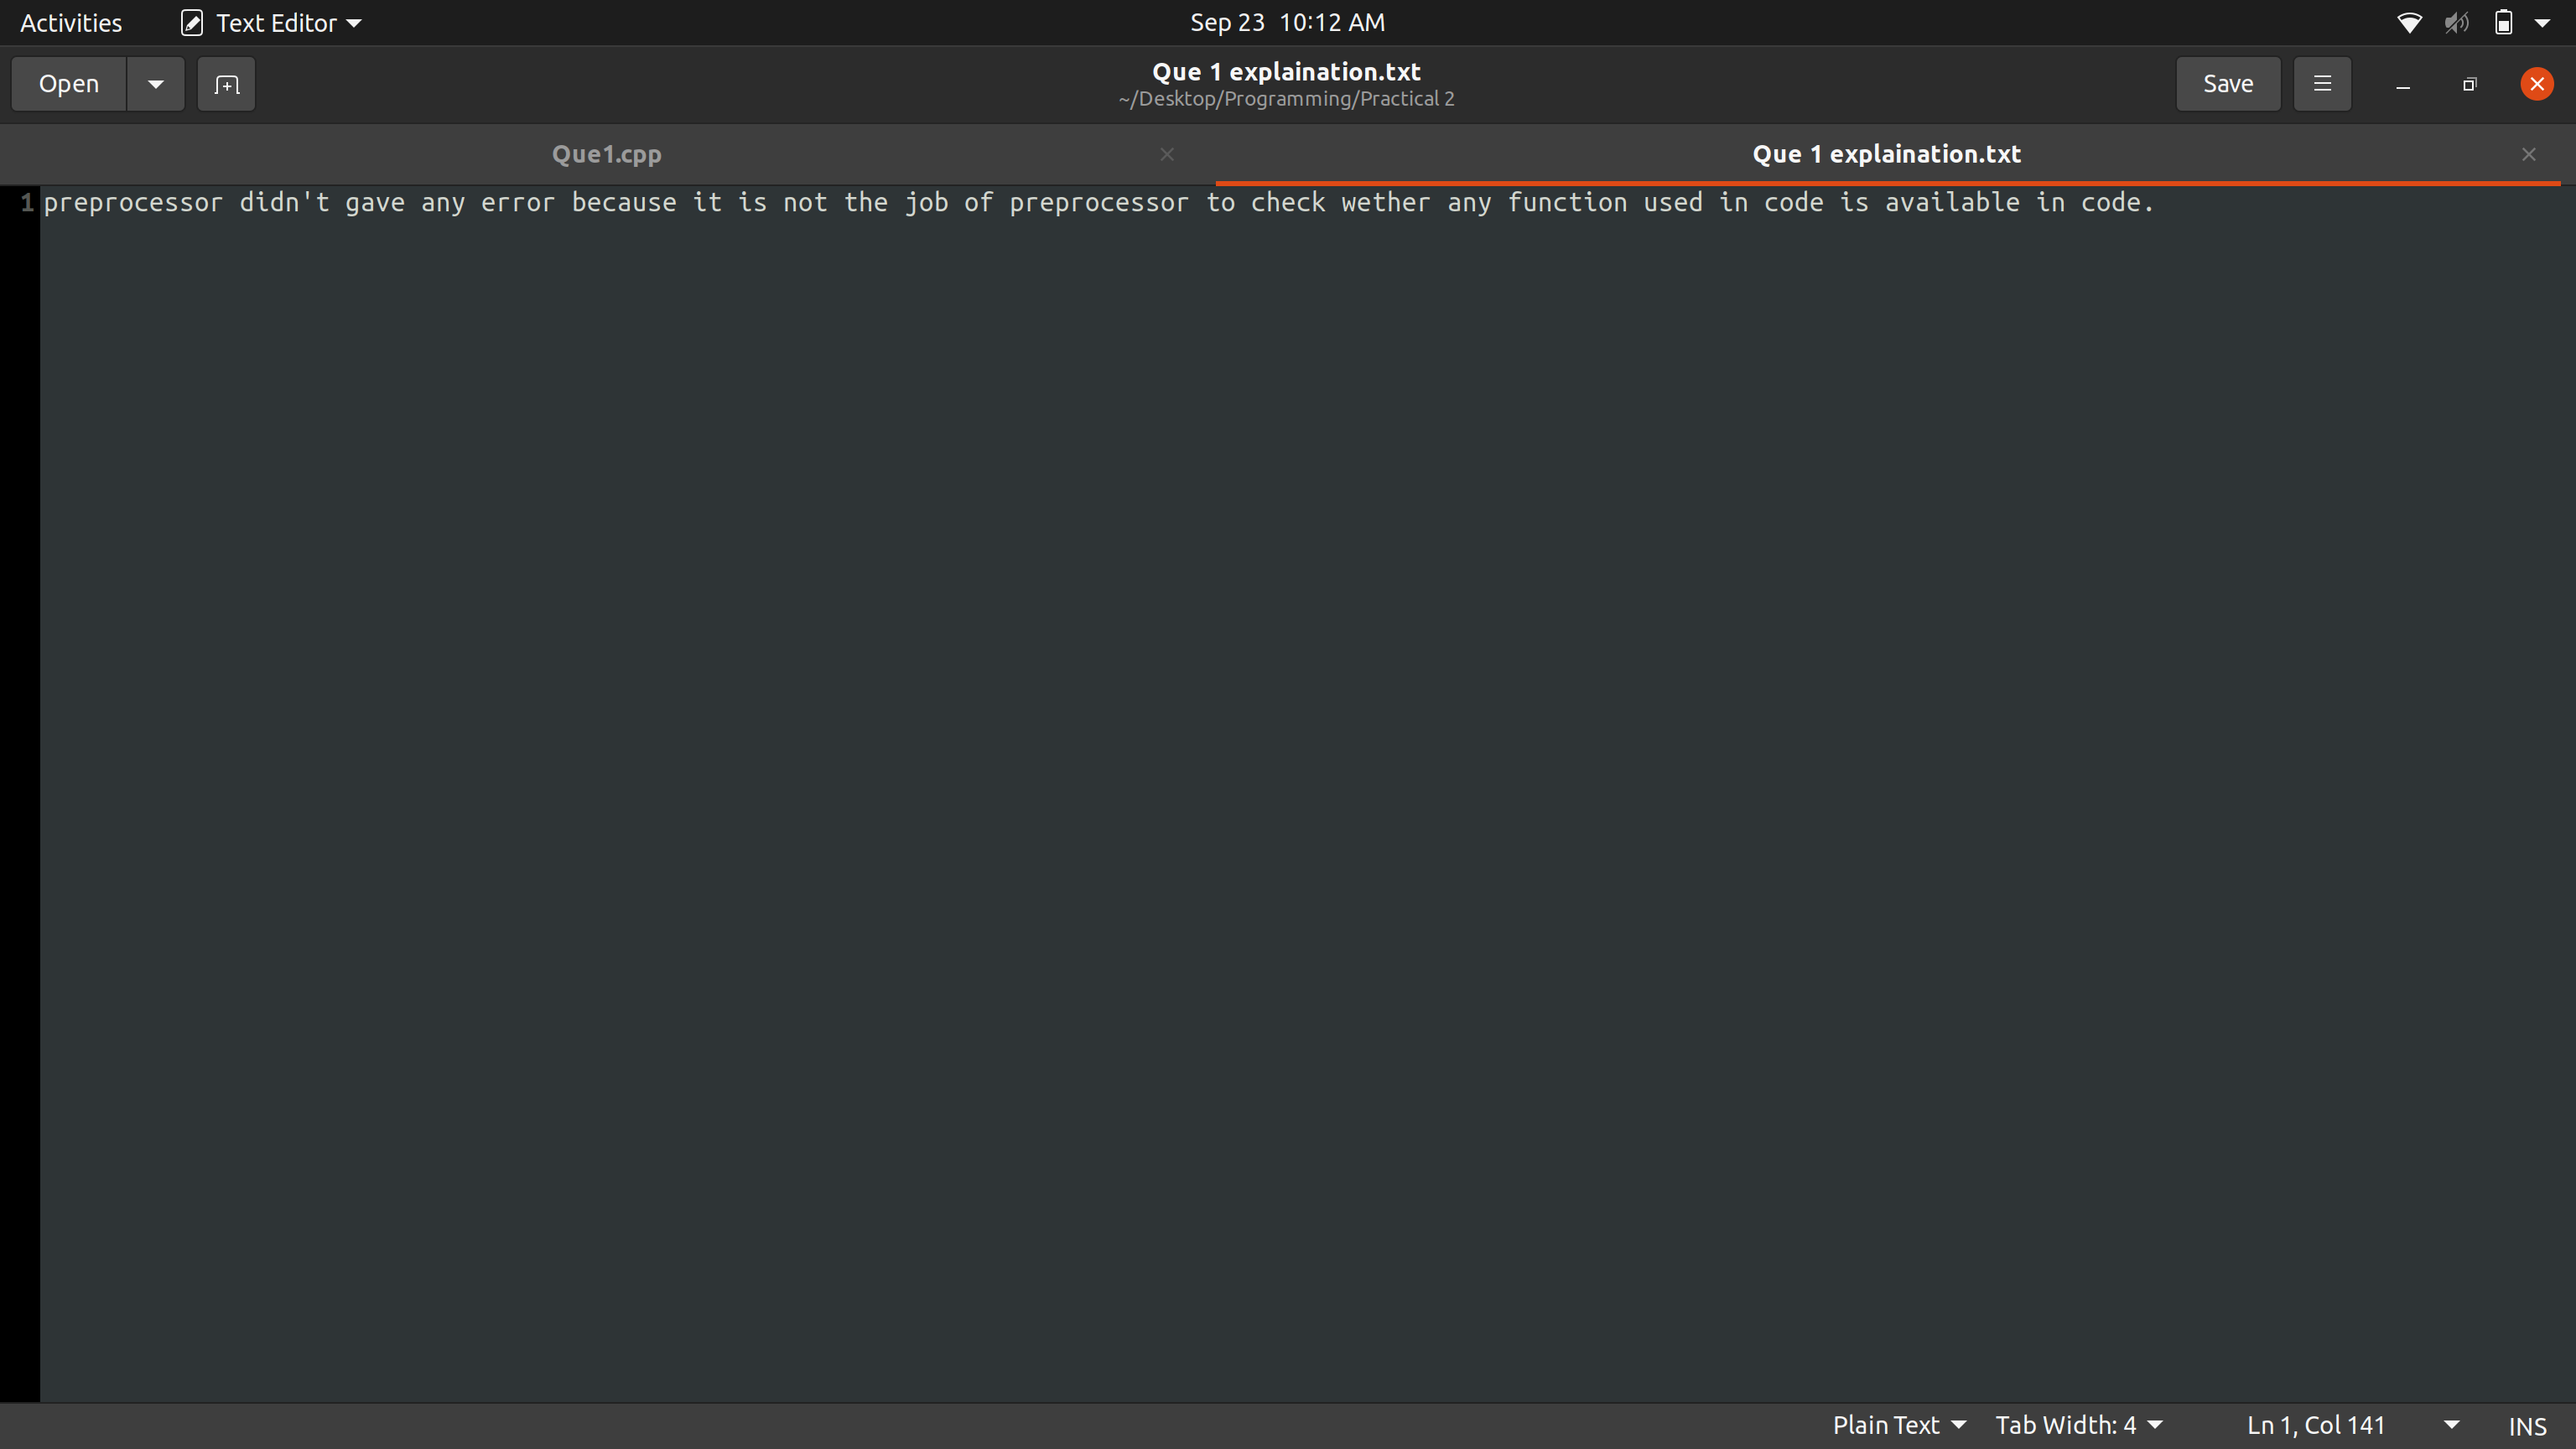 Activities Text Editor Sep 23 10:12 AM
Open Que 1 explaination.txt Save
~/Desktop/Programming/Practical 2
Que1.cpp Que 1 explaination.txt
1 preprocessor didn't gave any error because it is not the job of preprocessor to check wether any function used in code is available in code.
Plain Text Tab Width: 4 Ln 1, Col 141 INS